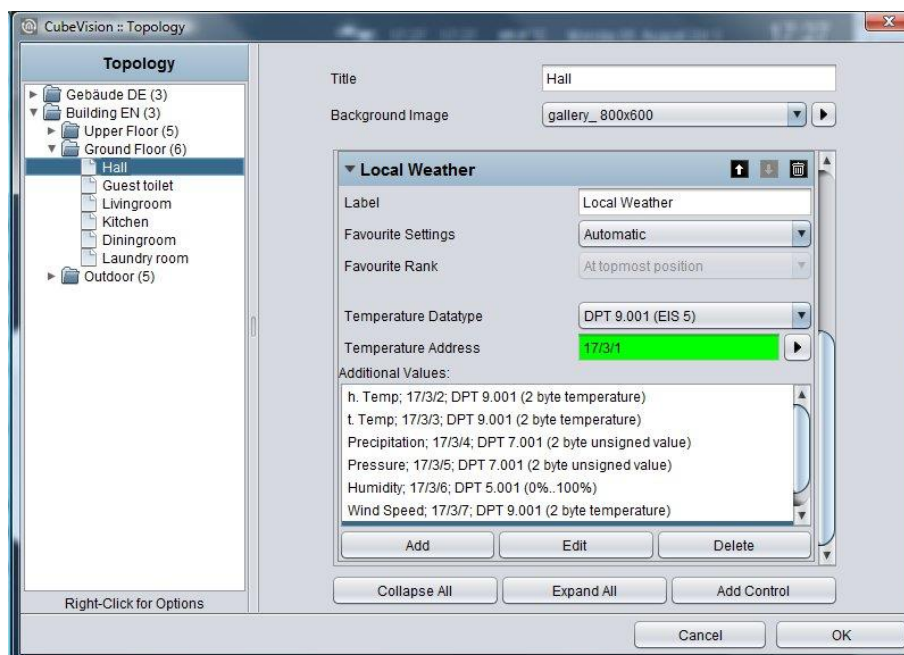 CubeVision :: Topology
Topology
Gebäude DE (3)
Building EN (3)
Upper Floor (5)
Ground Floor (6)
Hall
Guest toilet
Livingroom
Kitchen
Diningroom
Laundry room
Outdoor (5)
Right-Click for Options
Title Hall
Background Image gallery_ 800x600
Local Weather
Label Local Weather
Favourite Settings Automatic
Favourite Rank At topmost position
Temperature Datatype DPT 9.001 (EIS 5)
Temperature Address 17/3/1
Additional Values:
h. Temp; 17/3/2; DPT 9.001 (2 byte temperature)
t. Temp; 17/3/3; DPT 9.001 (2 byte temperature)
Precipitation; 17/3/4; DPT 7.001 (2 byte unsigned value)
Pressure; 17/3/5; DPT 7.001 (2 byte unsigned value)
Humidity; 17/3/6; DPT 5.001 (0%..100%)
Wind Speed; 17/3/7; DPT 9.001 (2 byte temperature)
Add Edit Delete
Collapse All Expand All Add Control
Cancel OK